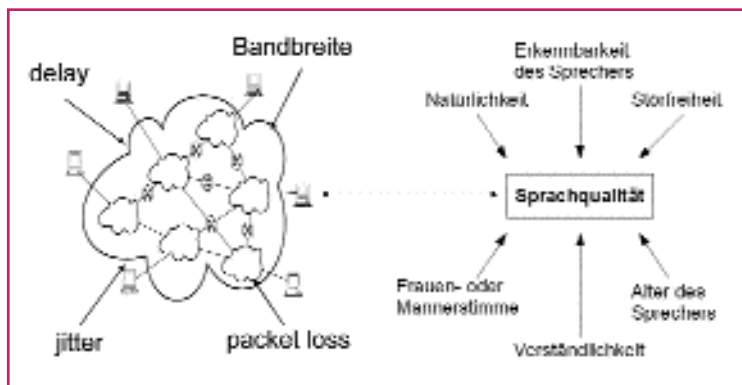 Bandbreite
delay
jitter
packet loss
Erkennbarkeit
des Sprechers
Natürlichkeit
Störfreiheit
Sprachqualität
Frauen- oder
Männerstimme
Alter des
Sprechers
Verständlichkeit